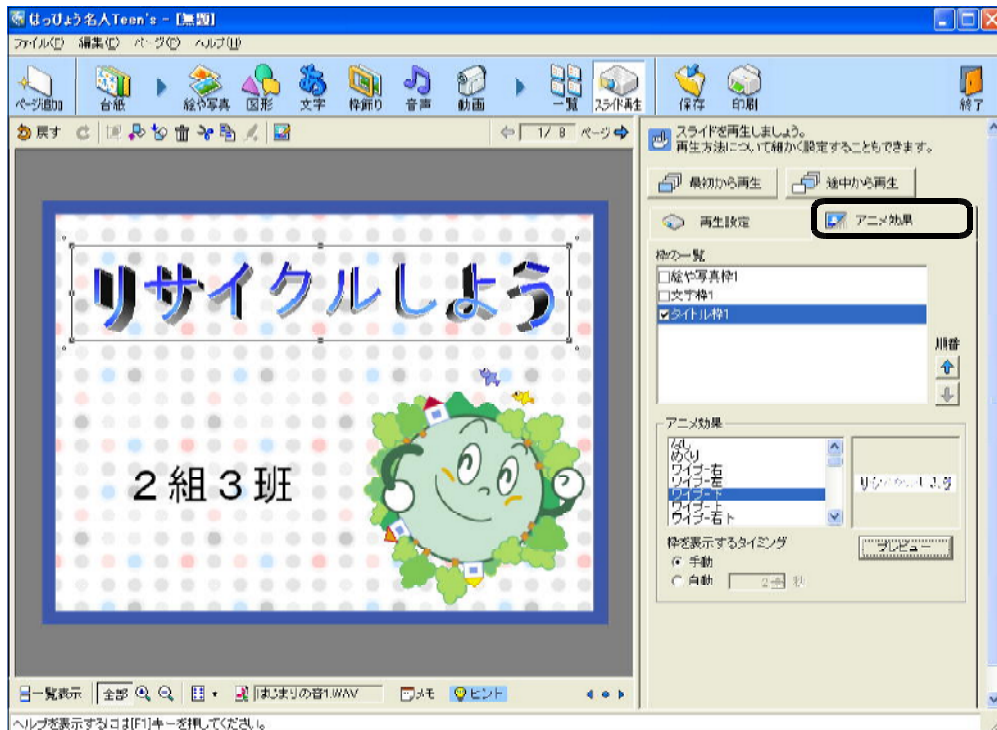 はっぴょう名人Teen's - [無題]
ファイル(F) 編集(E) ページ(P) ヘルプ(H)
ページ追加 台紙 絵や写真 図形 文字 枠飾り 音声 動画 一覧 スライド再生 保存 印刷 終了
戻す 1/ 8 ページ
スライドを再生しましょう。
再生方法について細かく設定することもできます。
最初から再生 途中から再生
再生設定 アニメ効果
枠の一覧
絵や写真枠1
文字枠1
タイトル枠1
順番
リサイクルしよう
2組3班
アニメ効果
なし
めくり
ワイプ-右
ワイプ-左
ワイプ-下
ワイプ-上
ワイプ-右下
リサイクルしよう
枠を表示するタイミング
プレビュー
手動
自動 2 秒
一覧表示 全部 はじまりの音1.WAV メモ ヒント
ヘルプを表示するには[F1]キーを押してください。